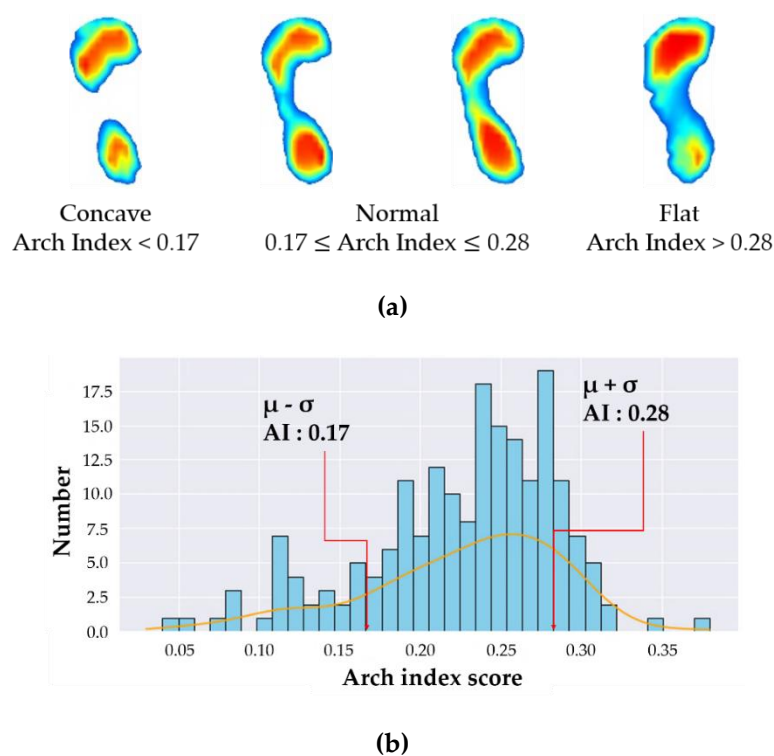 Concave
Arch Index < 0.17
Normal
0.17 ≤ Arch Index ≤ 0.28
Flat
Arch Index > 0.28
(a)
17.5
15.0
12.5
10.0
7.5
5.0
2.5
0.0
Number
μ - σ
AI : 0.17
μ + σ
AI : 0.28
0.05 0.10 0.15 0.20 0.25 0.30 0.35
Arch index score
(b)